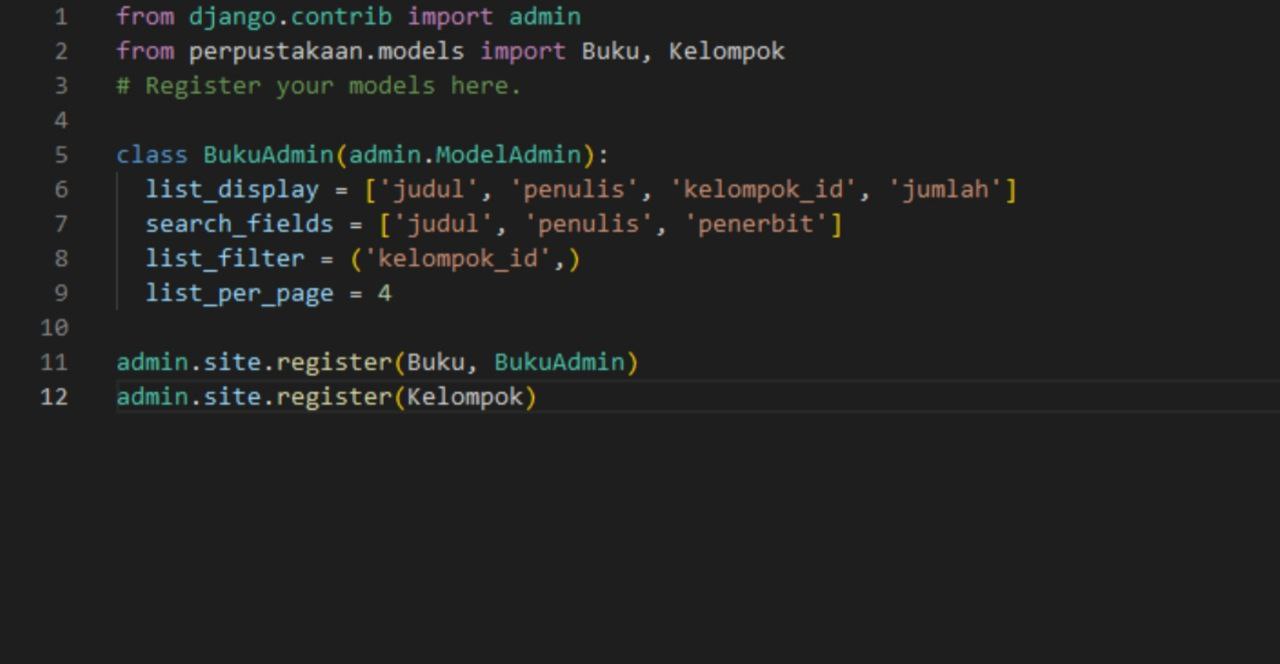 1 from django.contrib import admin
2 from perpustakaan.models import Buku, Kelompok
3 # Register your models here.
4
5 class BukuAdmin(admin.ModelAdmin):
6   list_display = ['judul', 'penulis', 'kelompok_id', 'jumlah']
7   search_fields = ['judul', 'penulis', 'penerbit']
8   list_filter = ('kelompok_id',)
9   list_per_page = 4
10
11 admin.site.register(Buku, BukuAdmin)
12 admin.site.register(Kelompok)